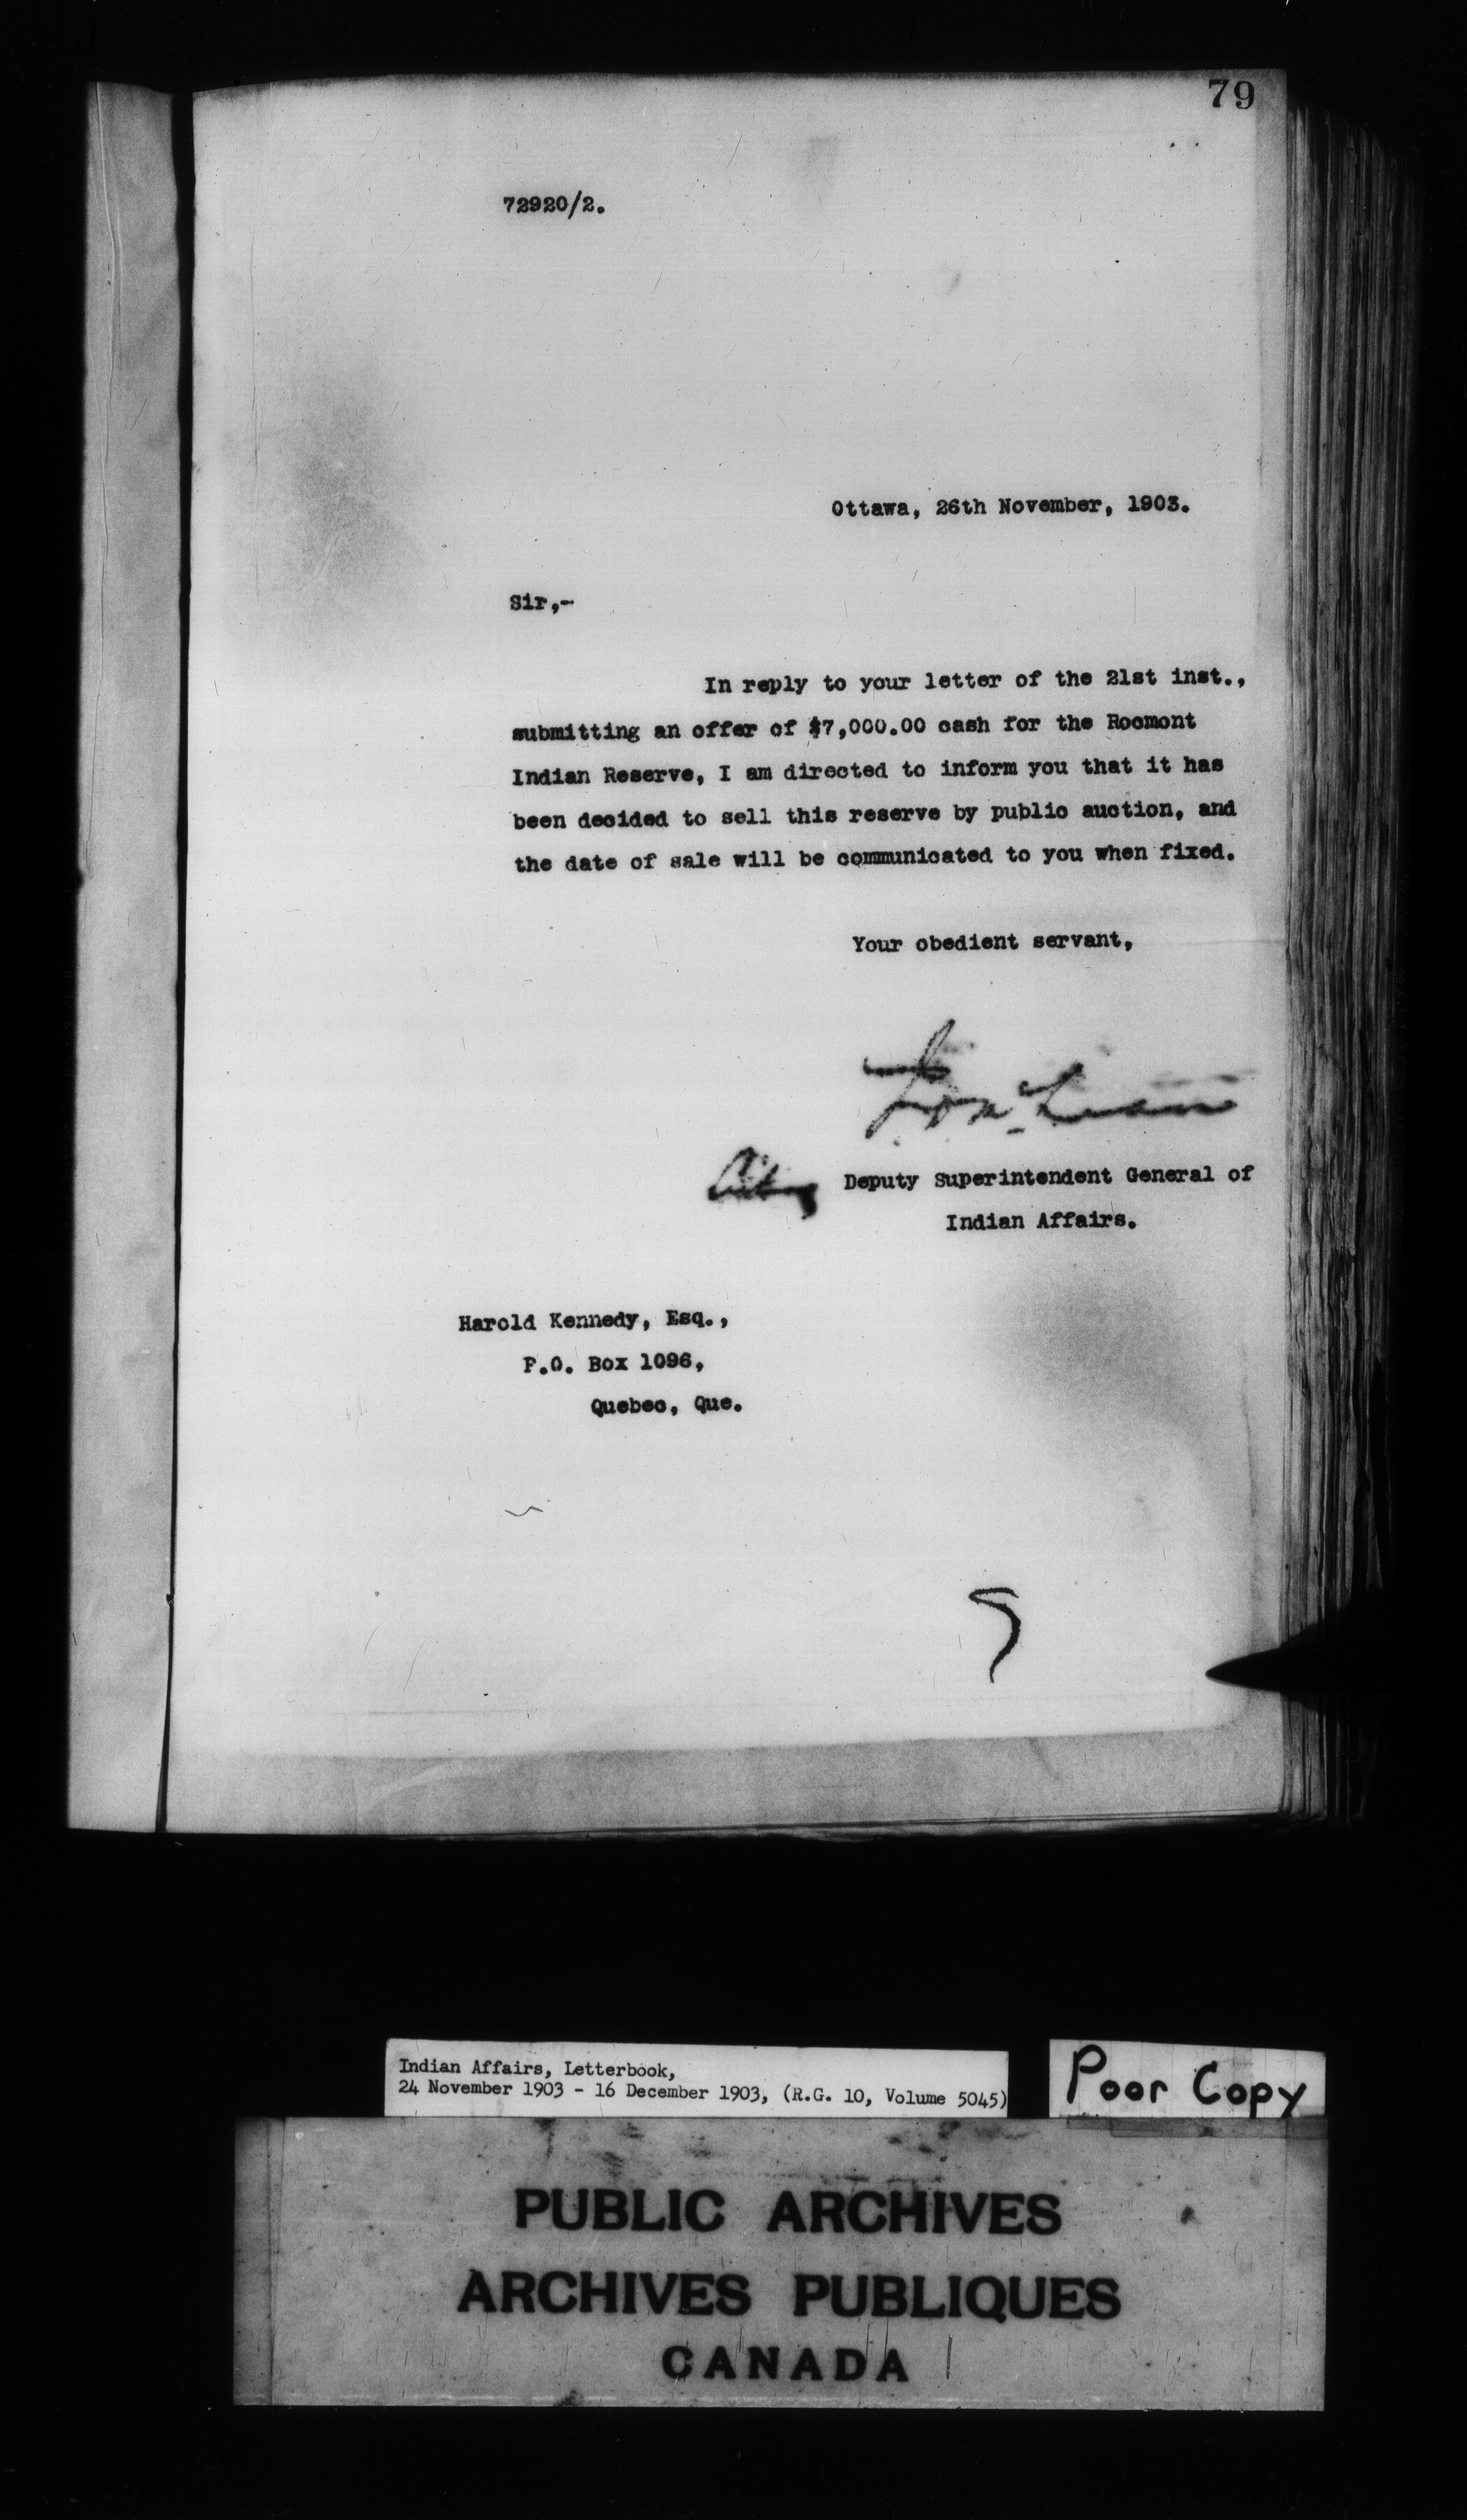 79
72920/2.
Ottawa, 26th November, 1903.
Sir,-
In reply to your letter of the 21st inst.,
submitting an offer of $7,000.00 cash for the Rocmont
Indian Reserve, I am directed to inform you that it has
been decided to sell this reserve by public auction, and
the date of sale will be communicated to you when fixed.
Your obedient servant,
McLean
Acting Deputy Superintendent General of
Indian Affairs.
Harold Kennedy, Esq.,
P.O. Box 1096,
Quebec, Que.
Indian Affairs, Letterbook,
24 November 1903 - 16 December 1903, (R.G. 10, Volume 5045)
Poor Copy
PUBLIC ARCHIVES
ARCHIVES PUBLIQUES
CANADA